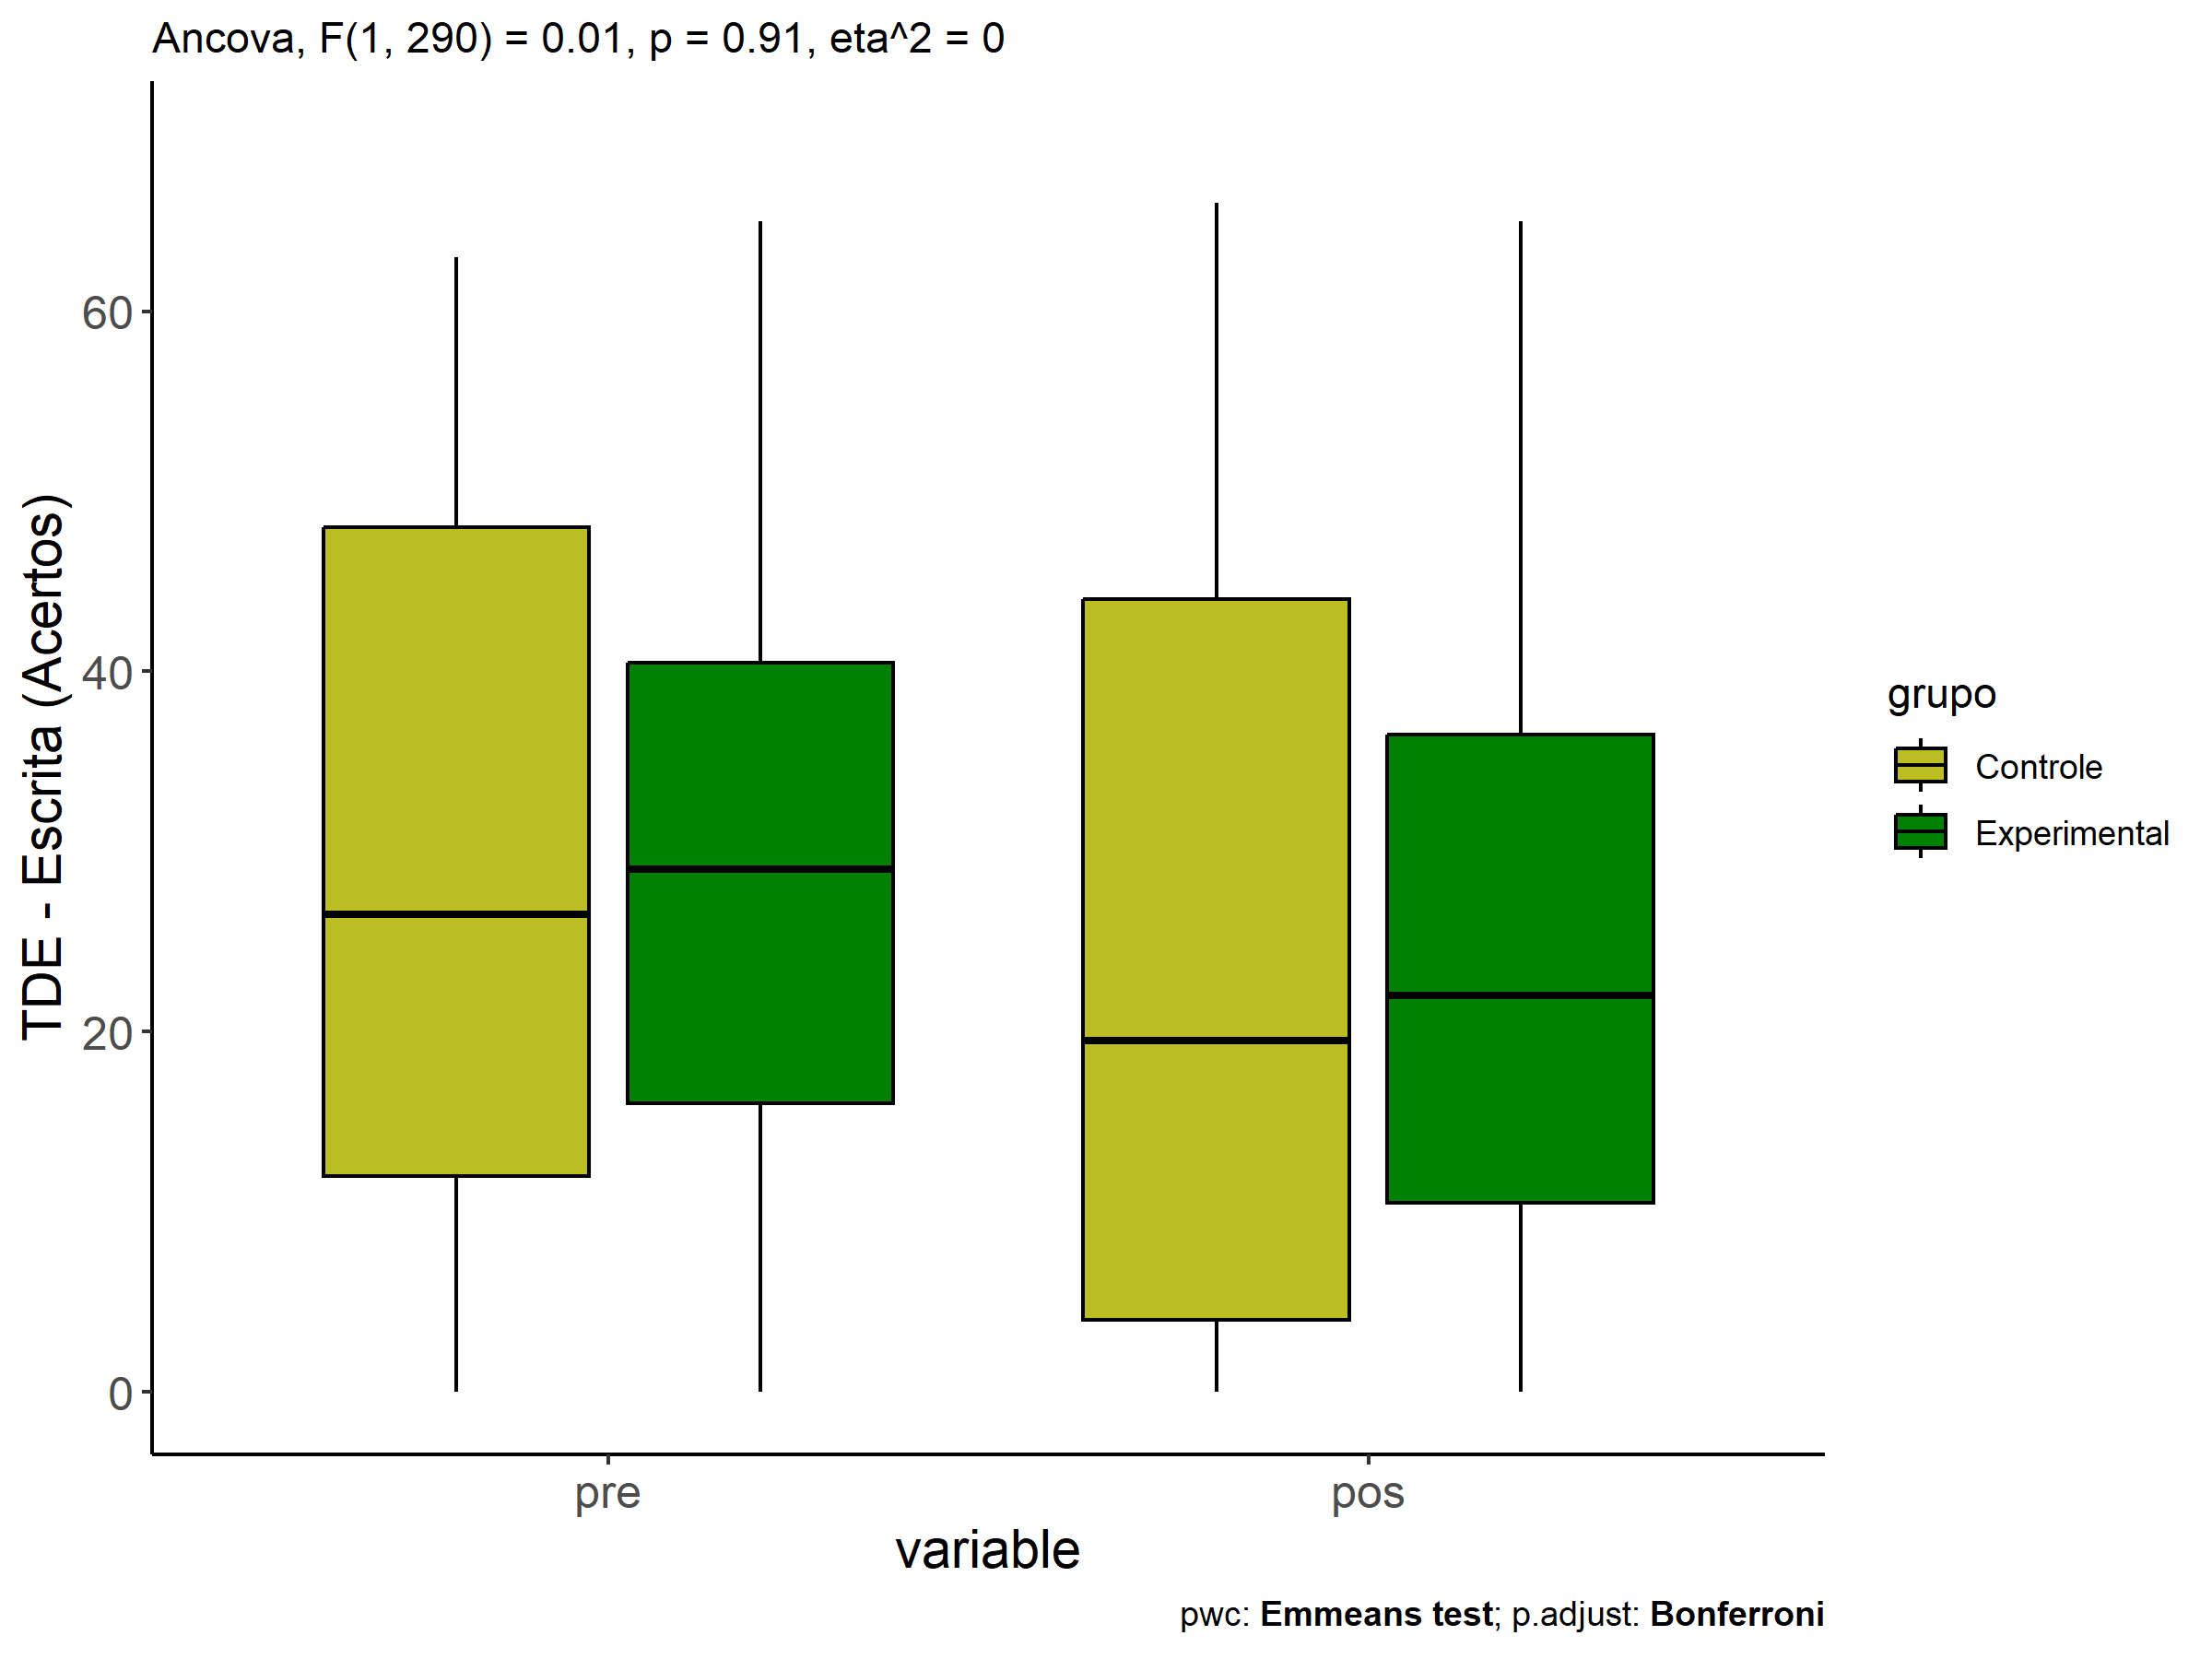 Ancova, F(1, 290) = 0.01, p = 0.91, eta^2 = 0
TDE - Escrita (Acertos)
60
40
20
0
pre
pos
variable
grupo
Controle
Experimental
pwc: Emmeans test; p.adjust: Bonferroni